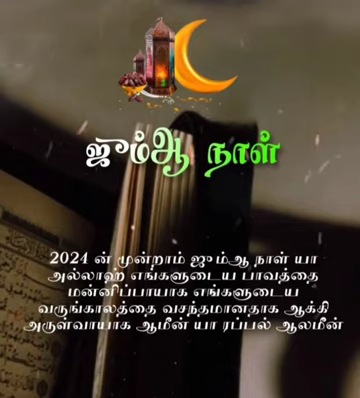 ஜும்ஆ நாள்
2024 ன் முன்றாம் ஜும்ஆ நாள் யா
அல்லாஹ் எங்களுடைய பாவத்தை
மன்னிப்பாயாக எங்களுடைய
வருங்காலத்தை வசந்தமானதாக ஆக்கி
அருள்வாயாக ஆமீன் யா ரப்பல் ஆலமீன்